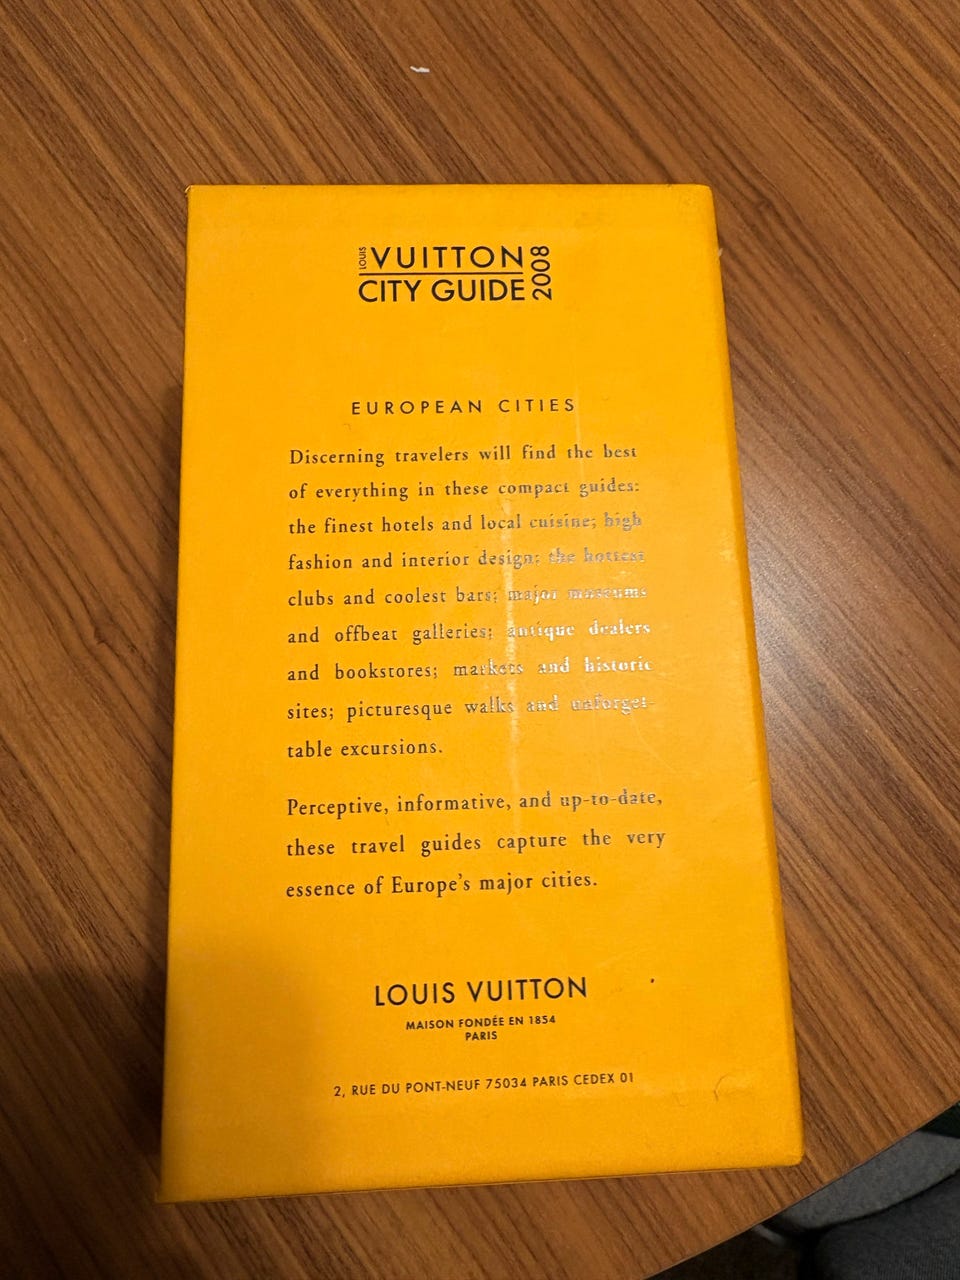 LOUIS VUITTON
CITY GUIDE 2008
EUROPEAN CITIES
Discerning travelers will find the best
of everything in these compact guides:
the finest hotels and local cuisine; high
fashion and interior design; the hottest
clubs and coolest bars; major museums
and offbeat galleries; antique dealers
and bookstores; markets and historic
sites; picturesque walks and unforget-
table excursions.
Perceptive, informative, and up-to-date,
these travel guides capture the very
essence of Europe's major cities.
LOUIS VUITTON
MAISON FONDÉE EN 1854
PARIS
2, RUE DU PONT-NEUF 75034 PARIS CEDEX 01